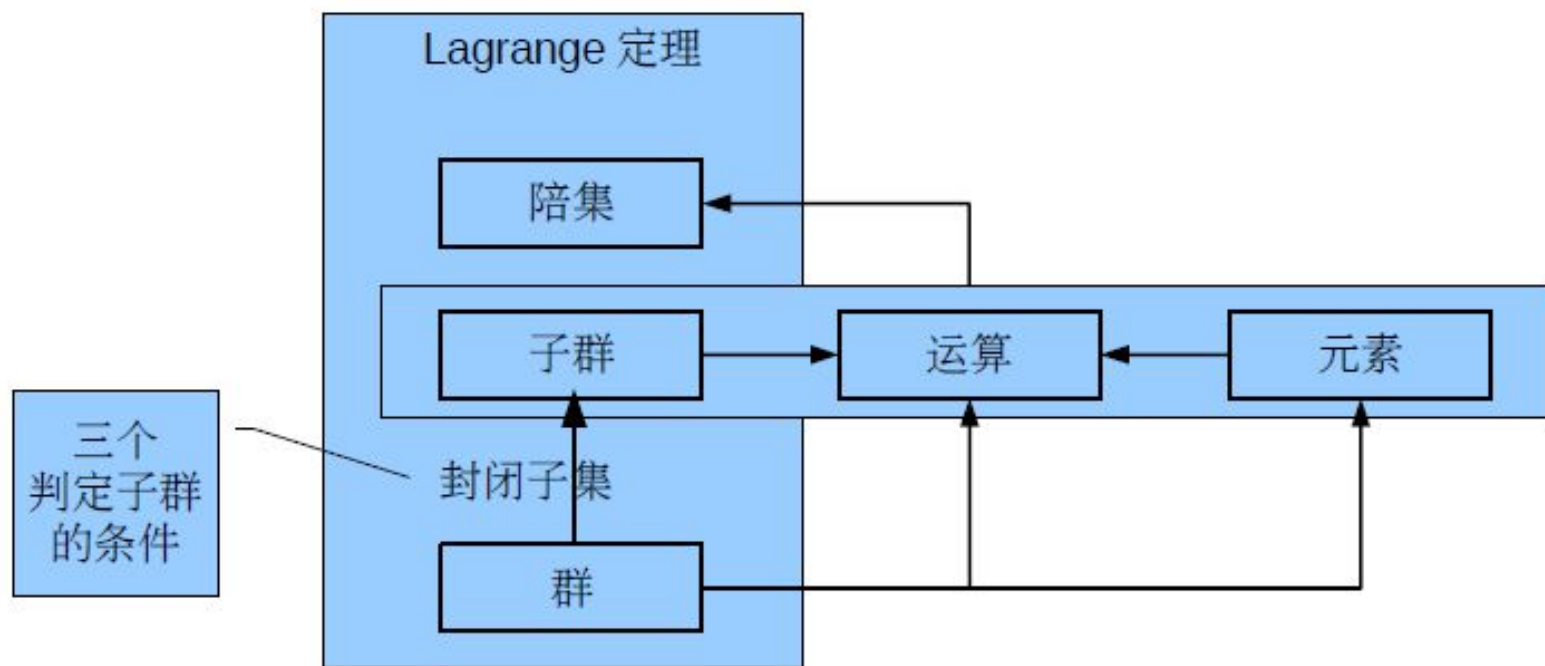 Lagrange 定理
陪集
子群
运算
元素
三个
判定子群
的条件
封闭子集
群